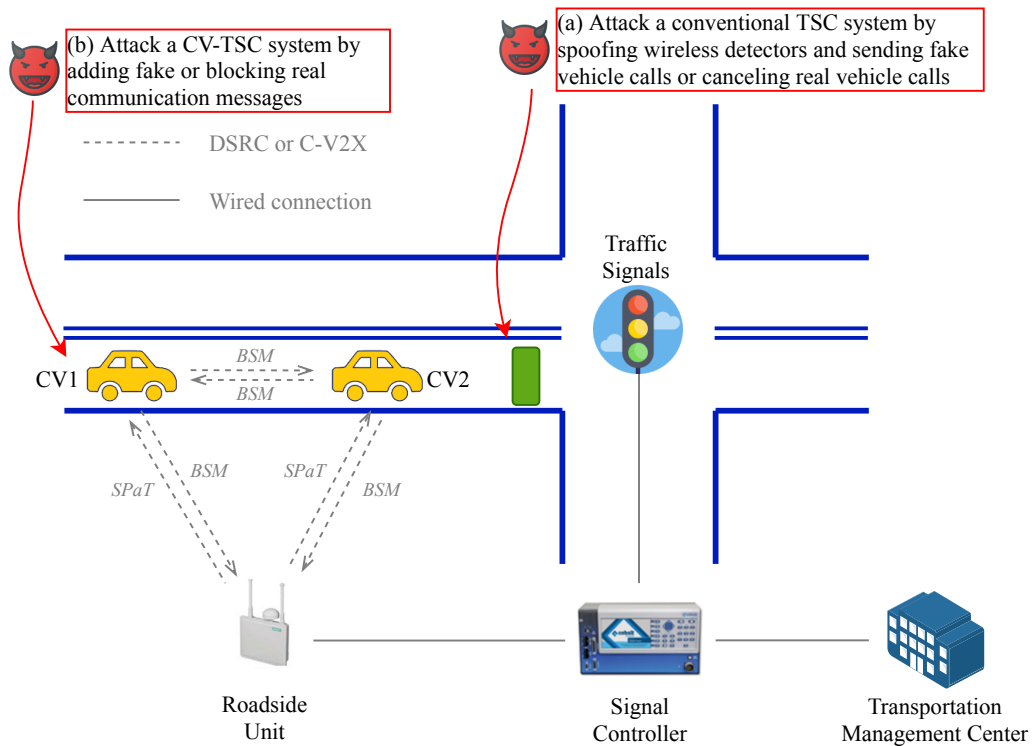 (b) Attack a CV-TSC system by
adding fake or blocking real
communication messages
(a) Attack a conventional TSC system by
spoofing wireless detectors and sending fake
vehicle calls or canceling real vehicle calls
DSRC or C-V2X
Wired connection
Traffic
Signals
CV1
BSM
BSM
CV2
SPaT
BSM
SPaT
BSM
Roadside
Unit
Signal
Controller
Transportation
Management Center